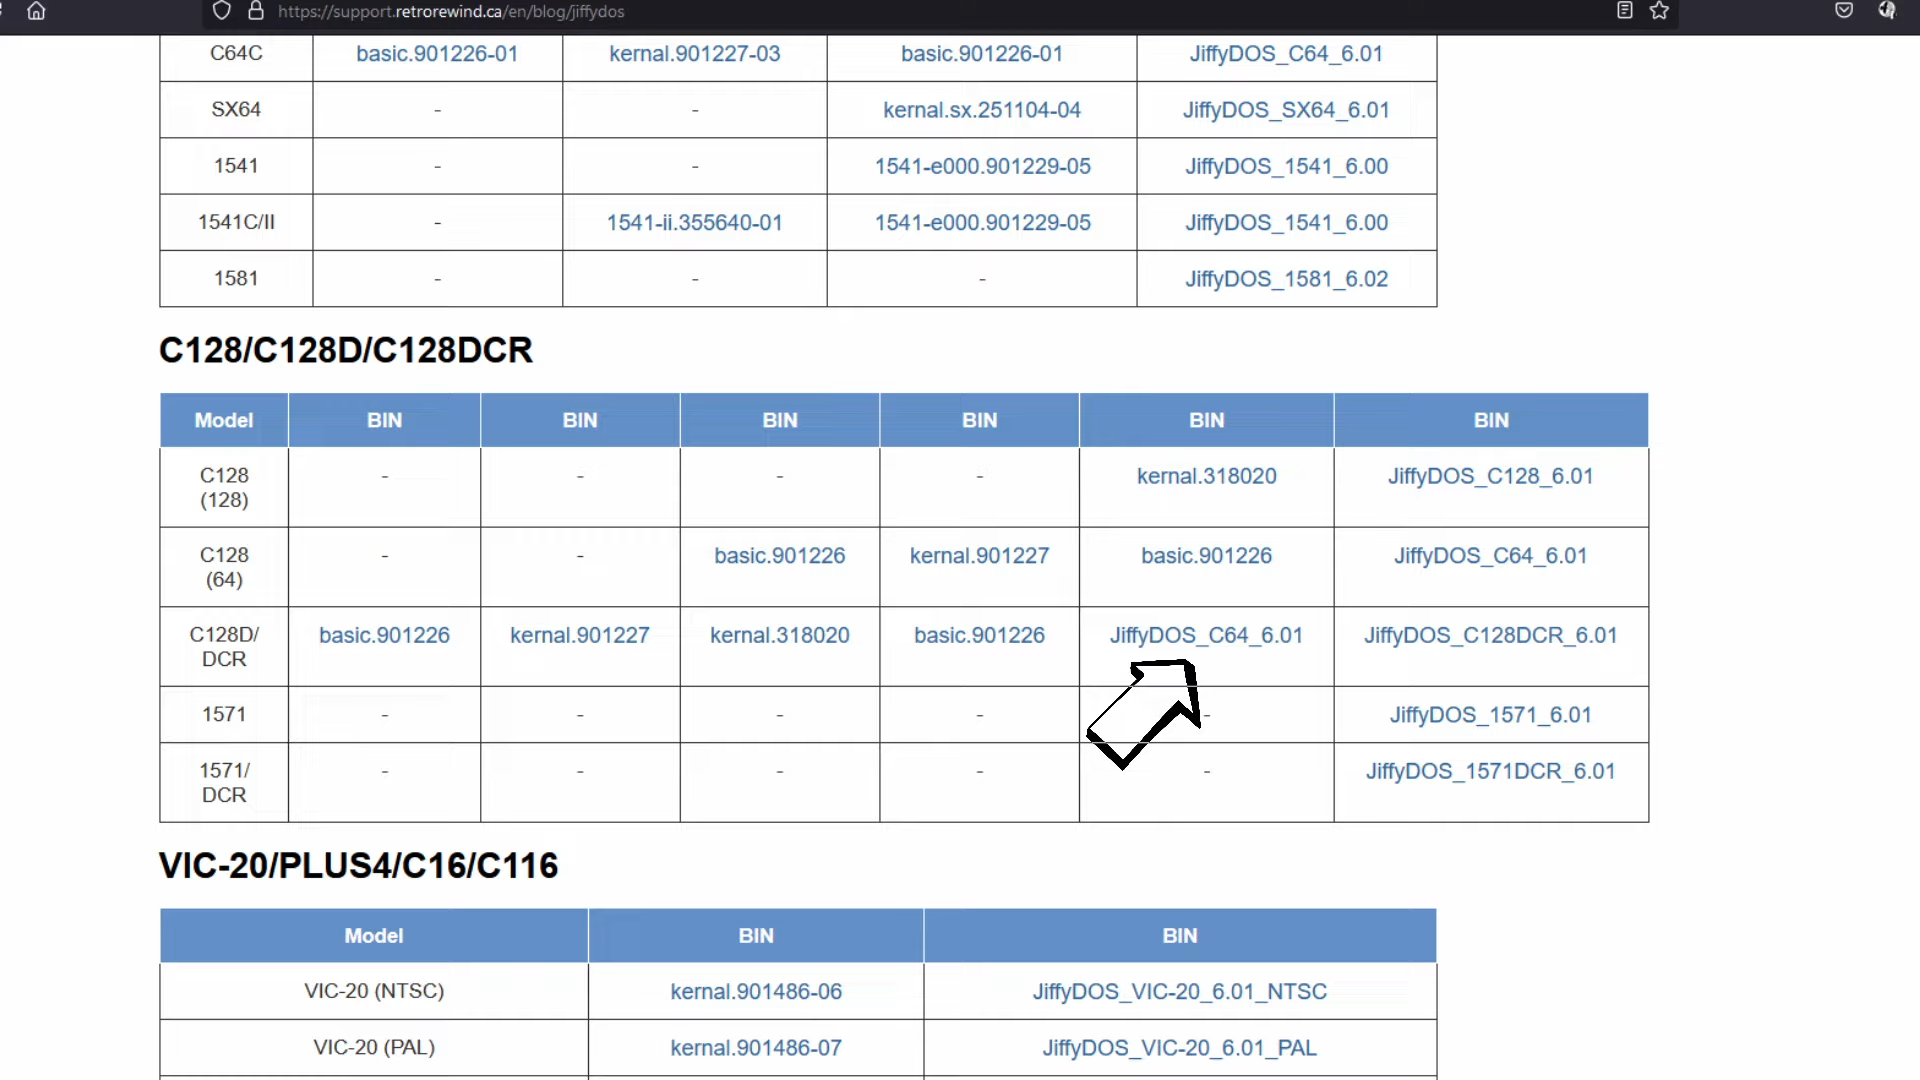 https://support.retrorewind.ca/en/blog/jiffydos
C64C basic.901226-01 kernal.901227-03 basic.901226-01 JiffyDOS_C64_6.01
SX64 - - kernal.sx.251104-04 JiffyDOS_SX64_6.01
1541 - - 1541-e000.901229-05 JiffyDOS_1541_6.00
1541C/II - 1541-ii.355640-01 1541-e000.901229-05 JiffyDOS_1541_6.00
1581 - - - JiffyDOS_1581_6.02
C128/C128D/C128DCR
Model BIN BIN BIN BIN BIN BIN
C128 - - - - kernal.318020 JiffyDOS_C128_6.01
(128)
C128 - - basic.901226 kernal.901227 basic.901226 JiffyDOS_C64_6.01
(64)
C128D/ basic.901226 kernal.901227 kernal.318020 basic.901226 JiffyDOS_C64_6.01 JiffyDOS_C128DCR_6.01
DCR
1571 - - - - - JiffyDOS_1571_6.01
1571/ - - - - - JiffyDOS_1571DCR_6.01
DCR
VIC-20/PLUS4/C16/C116
Model BIN BIN
VIC-20 (NTSC) kernal.901486-06 JiffyDOS_VIC-20_6.01_NTSC
VIC-20 (PAL) kernal.901486-07 JiffyDOS_VIC-20_6.01_PAL